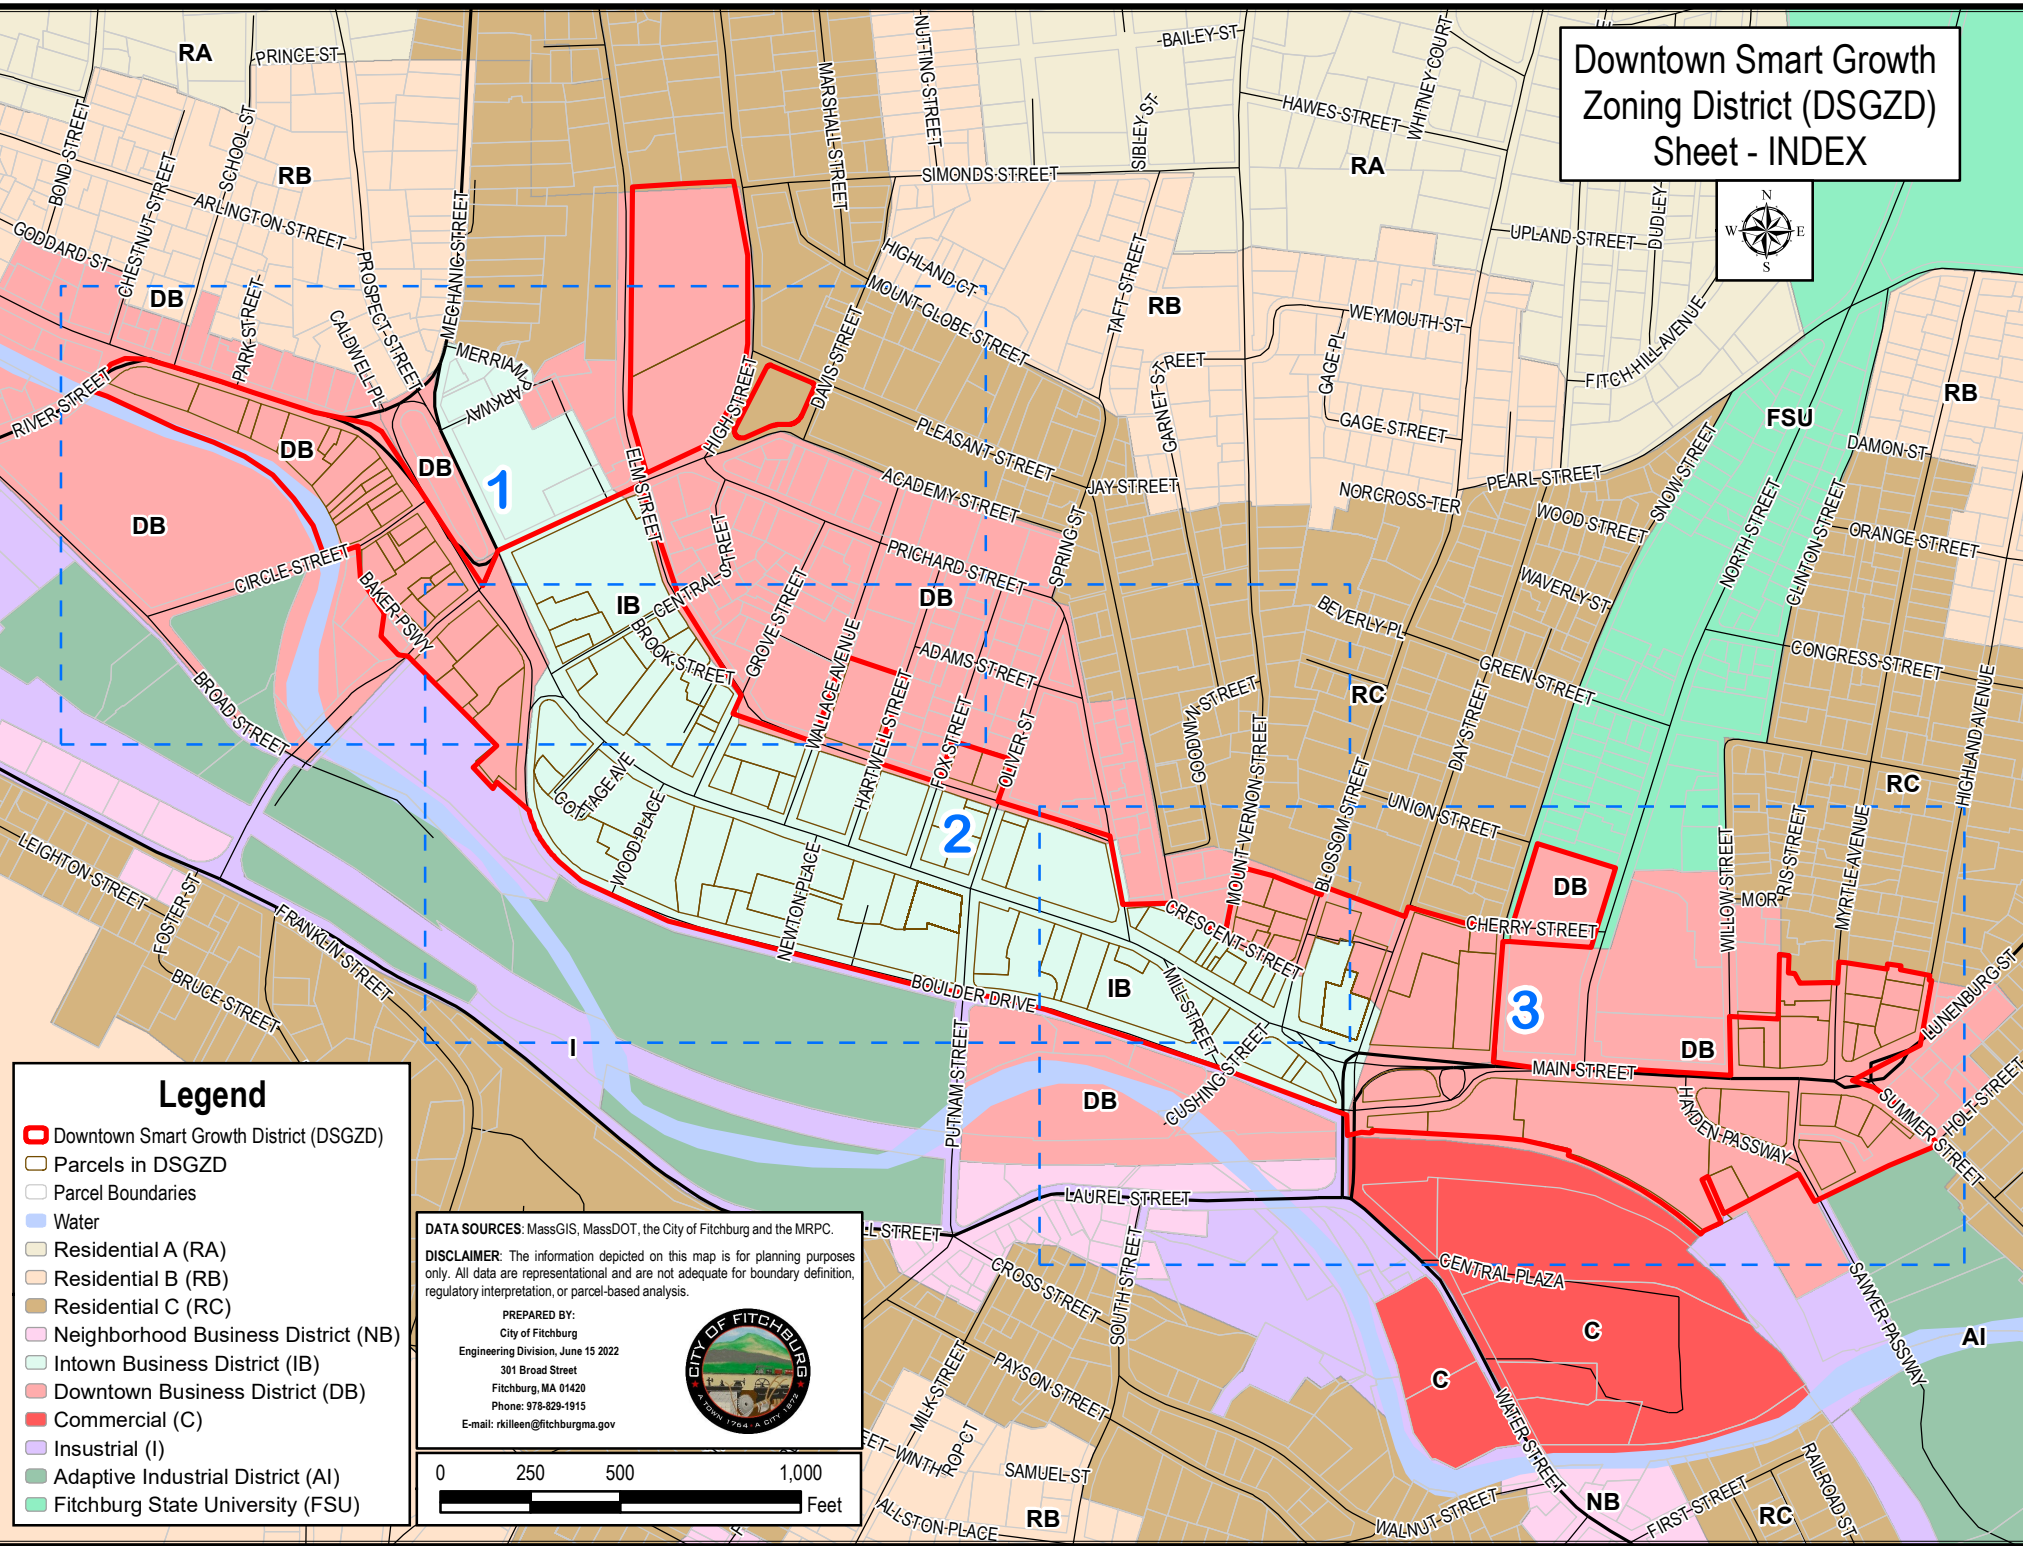 Downtown Smart Growth
Zoning District (DSGZD)
Sheet - INDEX
N
W E
S
RA
PRINCE ST
BAILEY ST
NUTTING STREET
MARSHALL STREET
WHITNEY COURT
HAWES STREET
SIBLEY ST
BOND STREET
SCHOOL ST
CHESTNUT STREET
RB
RA
SIMONDS STREET
ARLINGTON STREET
MECHANIC STREET
DUDLEY
GODDARD ST
UPLAND STREET
HIGHLAND CT
TAFT STREET
PROSPECT STREET
DB
PARK STREET
MOUNT GLOBE STREET
RB
WEYMOUTH ST
CALDWELL PL
DAVIS STREET
FITCH HILL AVENUE
MERRIAM PARKWAY
GARNET STREET
GAGE PL
RB
RIVER STREET
HIGH STREET
GAGE STREET
FSU
DAMON ST
DB
DB
PLEASANT STREET
1
ELM STREET
ACADEMY STREET
JAY STREET
PEARL STREET
NORCROSS TER
SNOW STREET
WOOD STREET
NORTH STREET
CLINTON STREET
ORANGE STREET
DB
CENTRAL STREET
PRICHARD STREET
SPRING ST
CIRCLE STREET
BAKER PSWY
IB
BROOK STREET
GROVE STREET
DB
WAVERLY ST
BEVERLY PL
WALLACE AVENUE
ADAMS STREET
GREEN STREET
CONGRESS STREET
BROAD STREET
HARTWELL STREET
FOX STREET
OLIVER ST
GOODWIN STREET
MOUNT VERNON STREET
RC
DAY STREET
HIGHLAND AVENUE
COTTAGE AVE
WOOD PLACE
BLOSSOM STREET
UNION STREET
RC
2
LEIGHTON STREET
NEWTON PLACE
WILLOW STREET
MORRIS STREET
MYRTLE AVENUE
DB
FOSTER ST
FRANKLIN STREET
CRESCENT STREET
CHERRY STREET
BRUCE STREET
BOULDER DRIVE
IB
MILL STREET
3
LUNENBURG ST
I
PUTNAM STREET
CUSHING STREET
DB
DB
MAIN STREET
HAYDEN PASSWAY
SUMMER STREET
HOLT STREET
LAUREL STREET
LL STREET
CROSS STREET
SOUTH STREET
CENTRAL PLAZA
SAWYER PASSWAY
C
C
AI
MILK STREET
PAYSON STREET
WATER STREET
EET
WINTH
ROP CT
SAMUEL ST
RB
ALLSTON PLACE
WALNUT STREET
NB
FIRST STREET
RC
RAILROAD ST
Legend
Downtown Smart Growth District (DSGZD)
Parcels in DSGZD
Parcel Boundaries
Water
Residential A (RA)
Residential B (RB)
Residential C (RC)
Neighborhood Business District (NB)
Intown Business District (IB)
Downtown Business District (DB)
Commercial (C)
Insustrial (I)
Adaptive Industrial District (AI)
Fitchburg State University (FSU)
DATA SOURCES: MassGIS, MassDOT, the City of Fitchburg and the MRPC.
DISCLAIMER: The information depicted on this map is for planning purposes
only. All data are representational and are not adequate for boundary definition,
regulatory interpretation, or parcel-based analysis.
PREPARED BY:
City of Fitchburg
Engineering Division, June 15 2022
301 Broad Street
Fitchburg, MA 01420
Phone: 978-829-1915
E-mail: rkilleen@fitchburgma.gov
CITY OF FITCHBURG
A TOWN 1764 - A CITY 1872
0 250 500 1,000
Feet